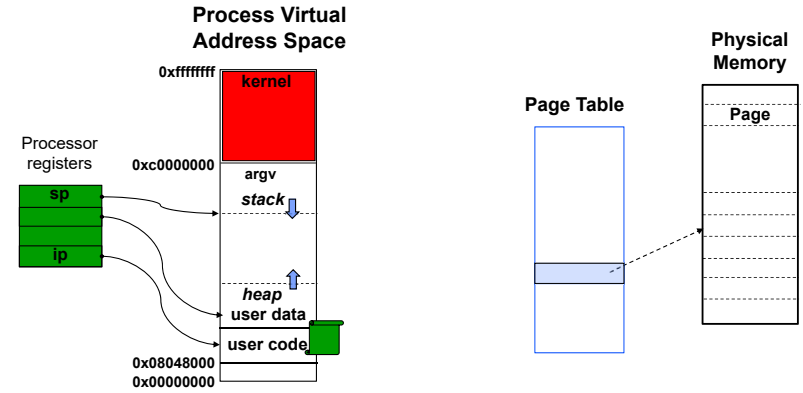 Process Virtual
Address Space
0xffffffff
kernel
Processor
registers
0xc0000000
argv
sp
stack
ip
heap
user data
user code
0x08048000
0x00000000
Page Table
Physical
Memory
Page